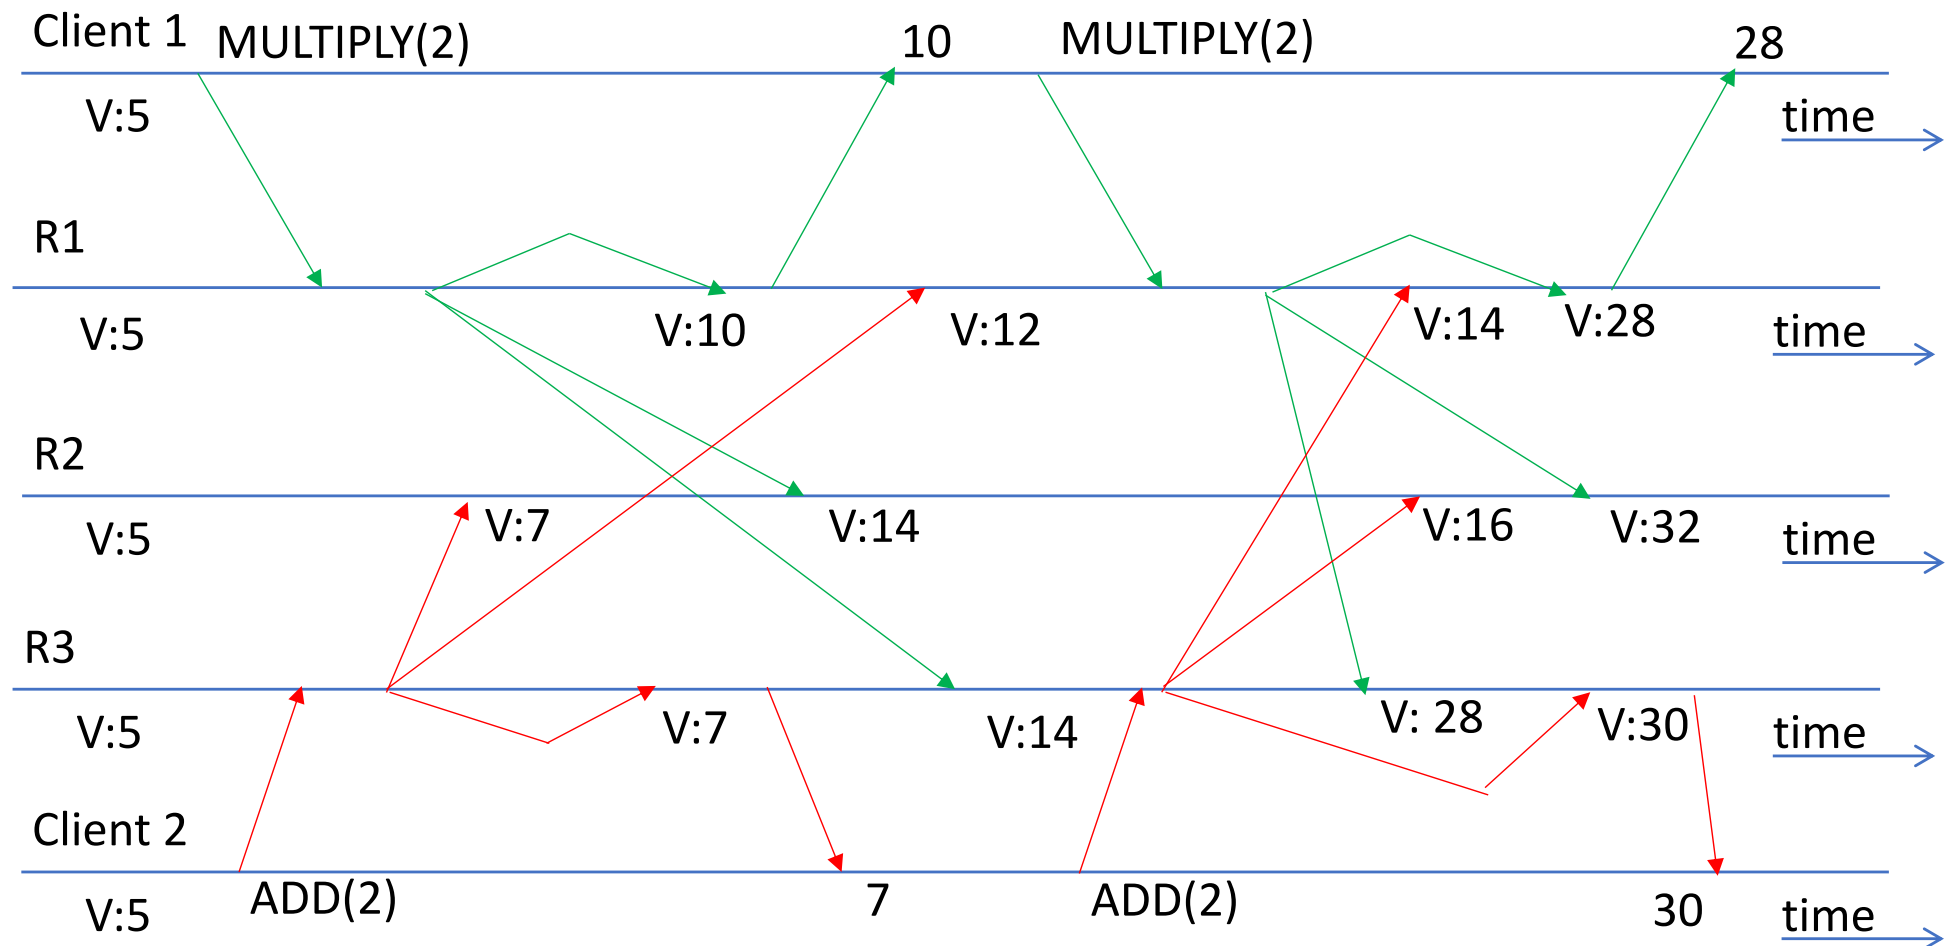 Client 1 MULTIPLY(2) 10 MULTIPLY(2) 28
V:5 time
R1
V:5 V:10 V:12 V:14 V:28 time
R2
V:5 V:7 V:14 V:16 V:32 time
R3
V:5 V:7 V:14 V: 28 V:30 time
Client 2
V:5 ADD(2) 7 ADD(2) 30 time